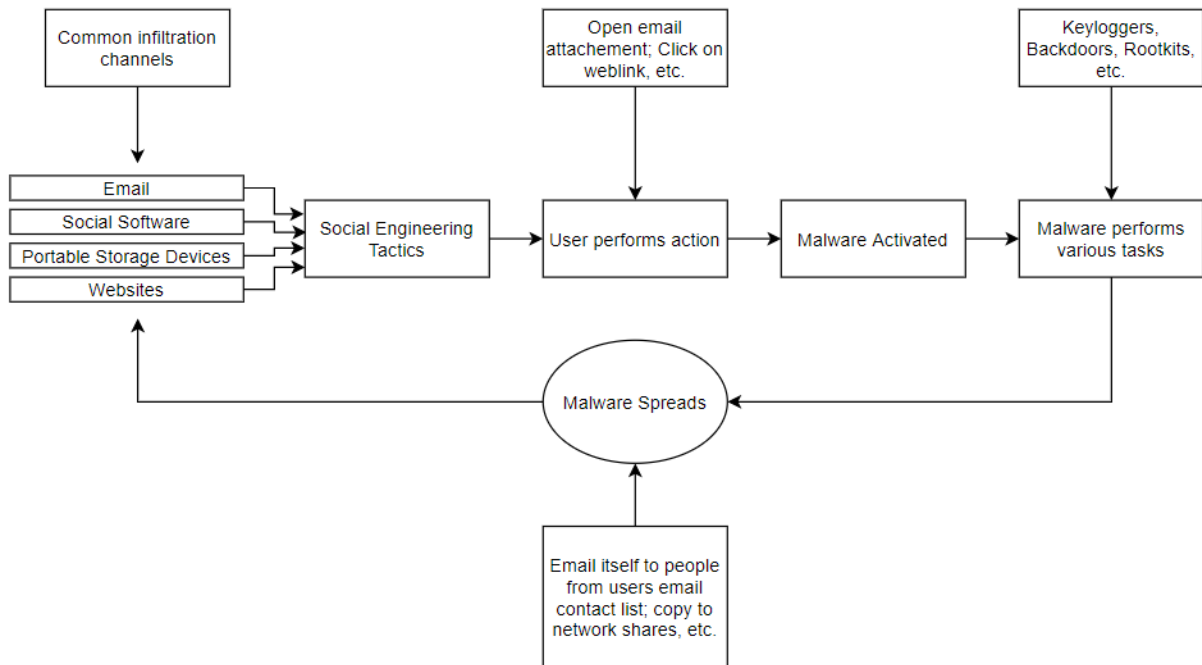 Common infiltration
channels
Open email
attachement; Click on
weblink, etc.
Keyloggers,
Backdoors, Rootkits,
etc.
Email
Social Software
Portable Storage Devices
Websites
Social Engineering
Tactics
User performs action
Malware Activated
Malware performs
various tasks
Malware Spreads
Email itself to people
from users email
contact list; copy to
network shares, etc.